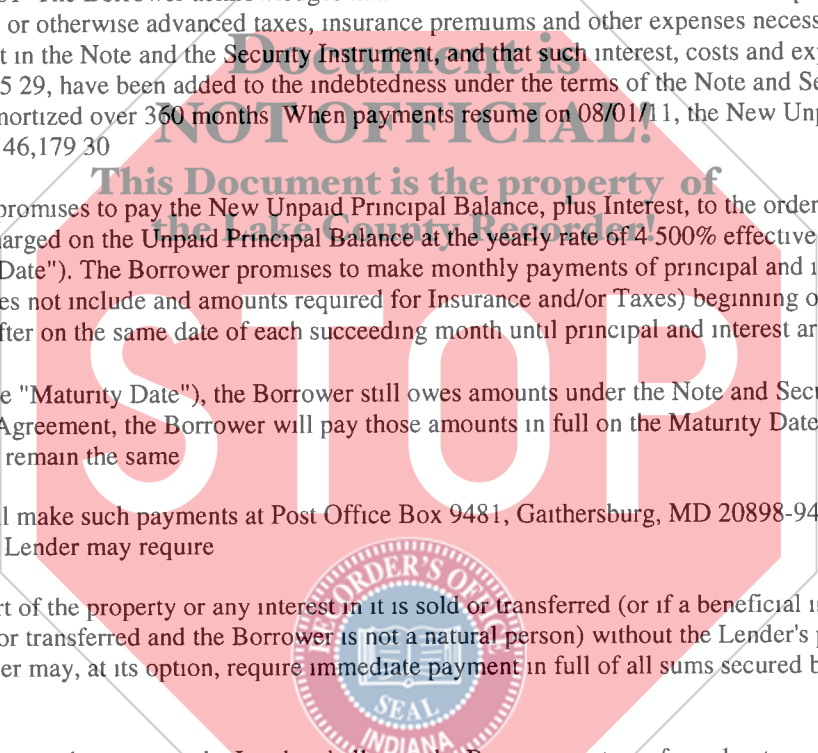 or otherwise advanced taxes, insurance premiums and other expenses necess
t in the Note and the Security Instrument, and that such interest, costs and ex
5 29, have been added to the indebtedness under the terms of the Note and Se
mortized over 360 months When payments resume on 08/01/11, the New Unp
46,179 30
Document is
NOT OFFICIAL!
This Document is the property of
the Lake County Recorder!
promises to pay the New Unpaid Principal Balance, plus Interest, to the order
arged on the Unpaid Principal Balance at the yearly rate of 4 500% effective
Date"). The Borrower promises to make monthly payments of principal and i
es not include and amounts required for Insurance and/or Taxes) beginning o
fter on the same date of each succeeding month until principal and interest ar
STOP
e "Maturity Date"), the Borrower still owes amounts under the Note and Secu
Agreement, the Borrower will pay those amounts in full on the Maturity Date
remain the same
l make such payments at Post Office Box 9481, Gaithersburg, MD 20898-94
Lender may require
rt of the property or any interest in it is sold or transferred (or if a beneficial i
or transferred and the Borrower is not a natural person) without the Lender's p
er may, at its option, require immediate payment in full of all sums secured b
RECORDER'S OFFICE
SEAL
INDIANA